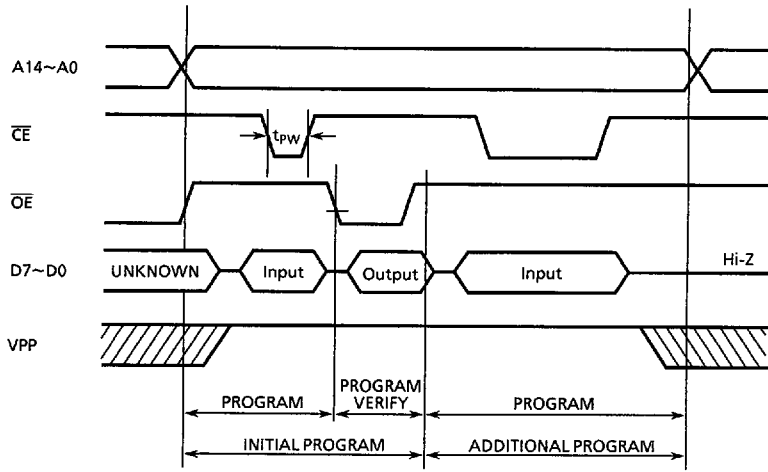 A14~A0
CE
tPW
OE
D7~D0
UNKNOWN
Input
Output
Input
Hi-Z
VPP
PROGRAM
PROGRAM
VERIFY
PROGRAM
INITIAL PROGRAM
ADDITIONAL PROGRAM